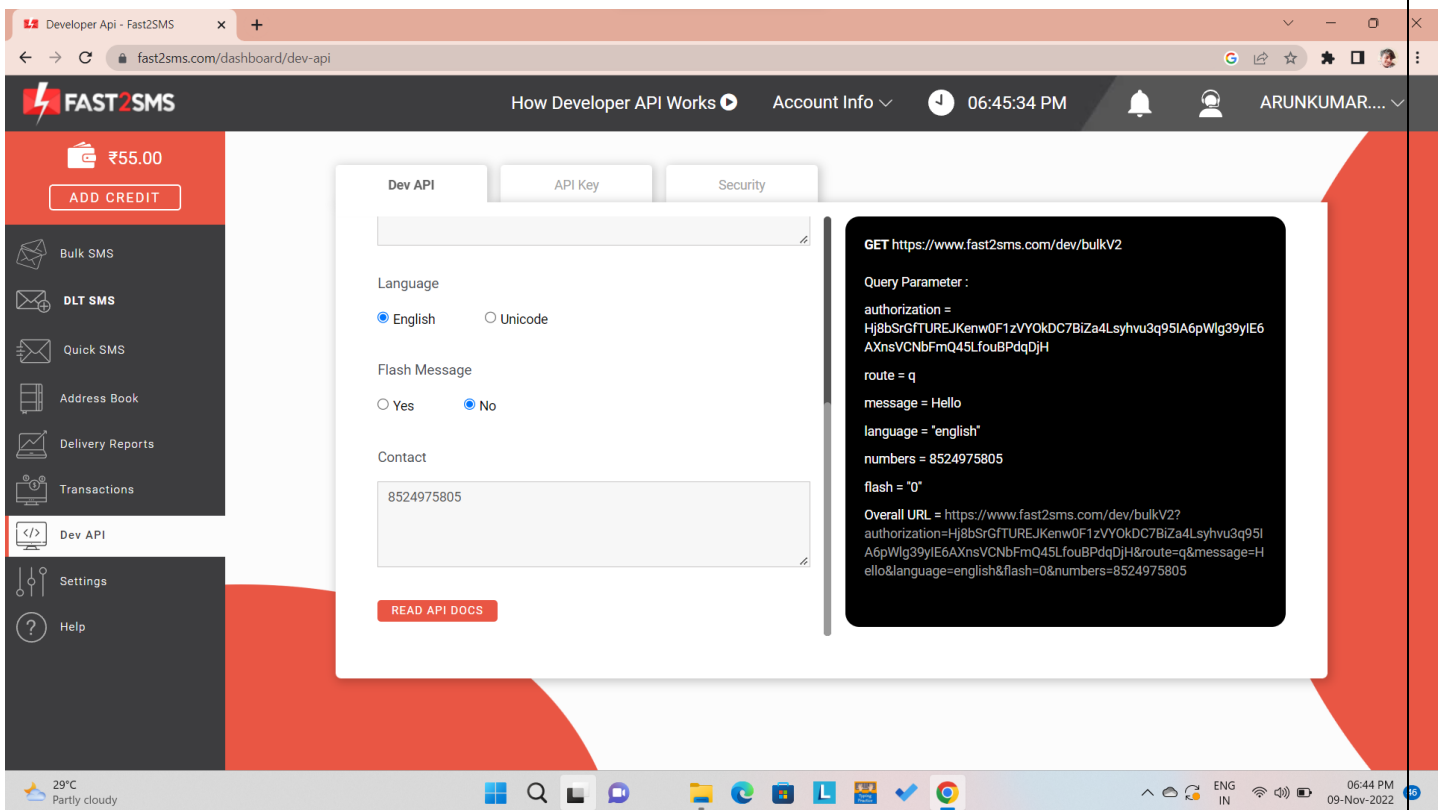 Developer Api - Fast2SMS
fast2sms.com/dashboard/dev-api
FAST2SMS
How Developer API Works
Account Info
06:45:34 PM
ARUNKUMAR....
₹55.00
ADD CREDIT
Bulk SMS
DLT SMS
Quick SMS
Address Book
Delivery Reports
Transactions
Dev API
Settings
Help
Dev API
API Key
Security
Language
English
Unicode
Flash Message
Yes
No
Contact
8524975805
READ API DOCS
GET https://www.fast2sms.com/dev/bulkV2
Query Parameter :
authorization =
Hj8bSrGfTUREJKenw0F1zVYOkDC7BiZa4Lsyhvu3q95IA6pWlg39yIE6
AXnsVCNbFmQ45LfouBPdqDjH
route = q
message = Hello
language = "english"
numbers = 8524975805
flash = "0"
Overall URL = https://www.fast2sms.com/dev/bulkV2?
authorization=Hj8bSrGfTUREJKenw0F1zVYOkDC7BiZa4Lsyhvu3q95I
A6pWlg39yIE6AXnsVCNbFmQ45LfouBPdqDjH&route=q&message=H
ello&language=english&flash=0&numbers=8524975805
29°C
Partly cloudy
ENG
IN
06:44 PM
09-Nov-2022
46